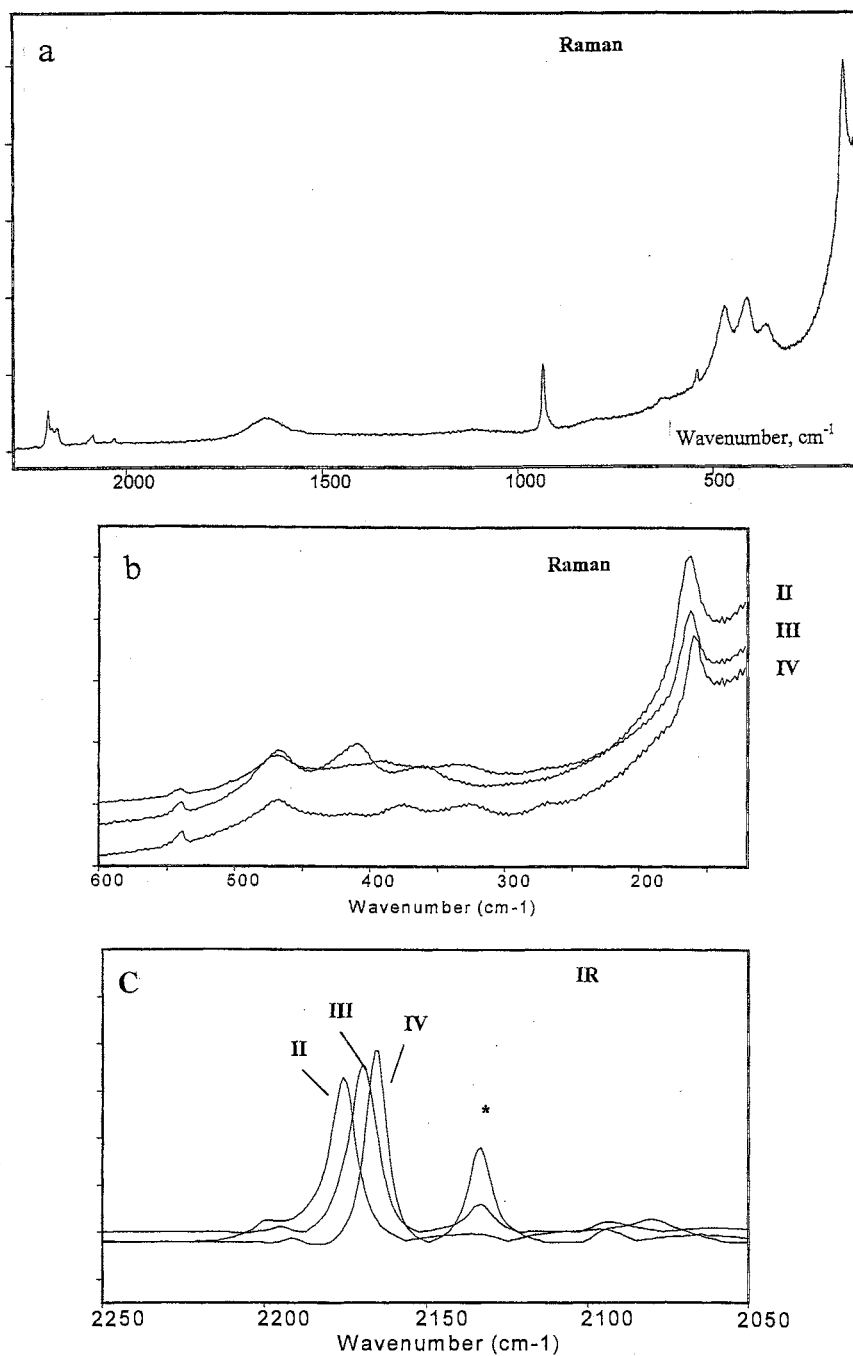 a
Raman
Wavenumber, cm-1
2000 1500 1000 500
b
Raman
II
III
IV
600 500 400 300 200
Wavenumber (cm-1)
C
IR
III
IV
II
*
2250 2200 2150 2100 2050
Wavenumber (cm-1)